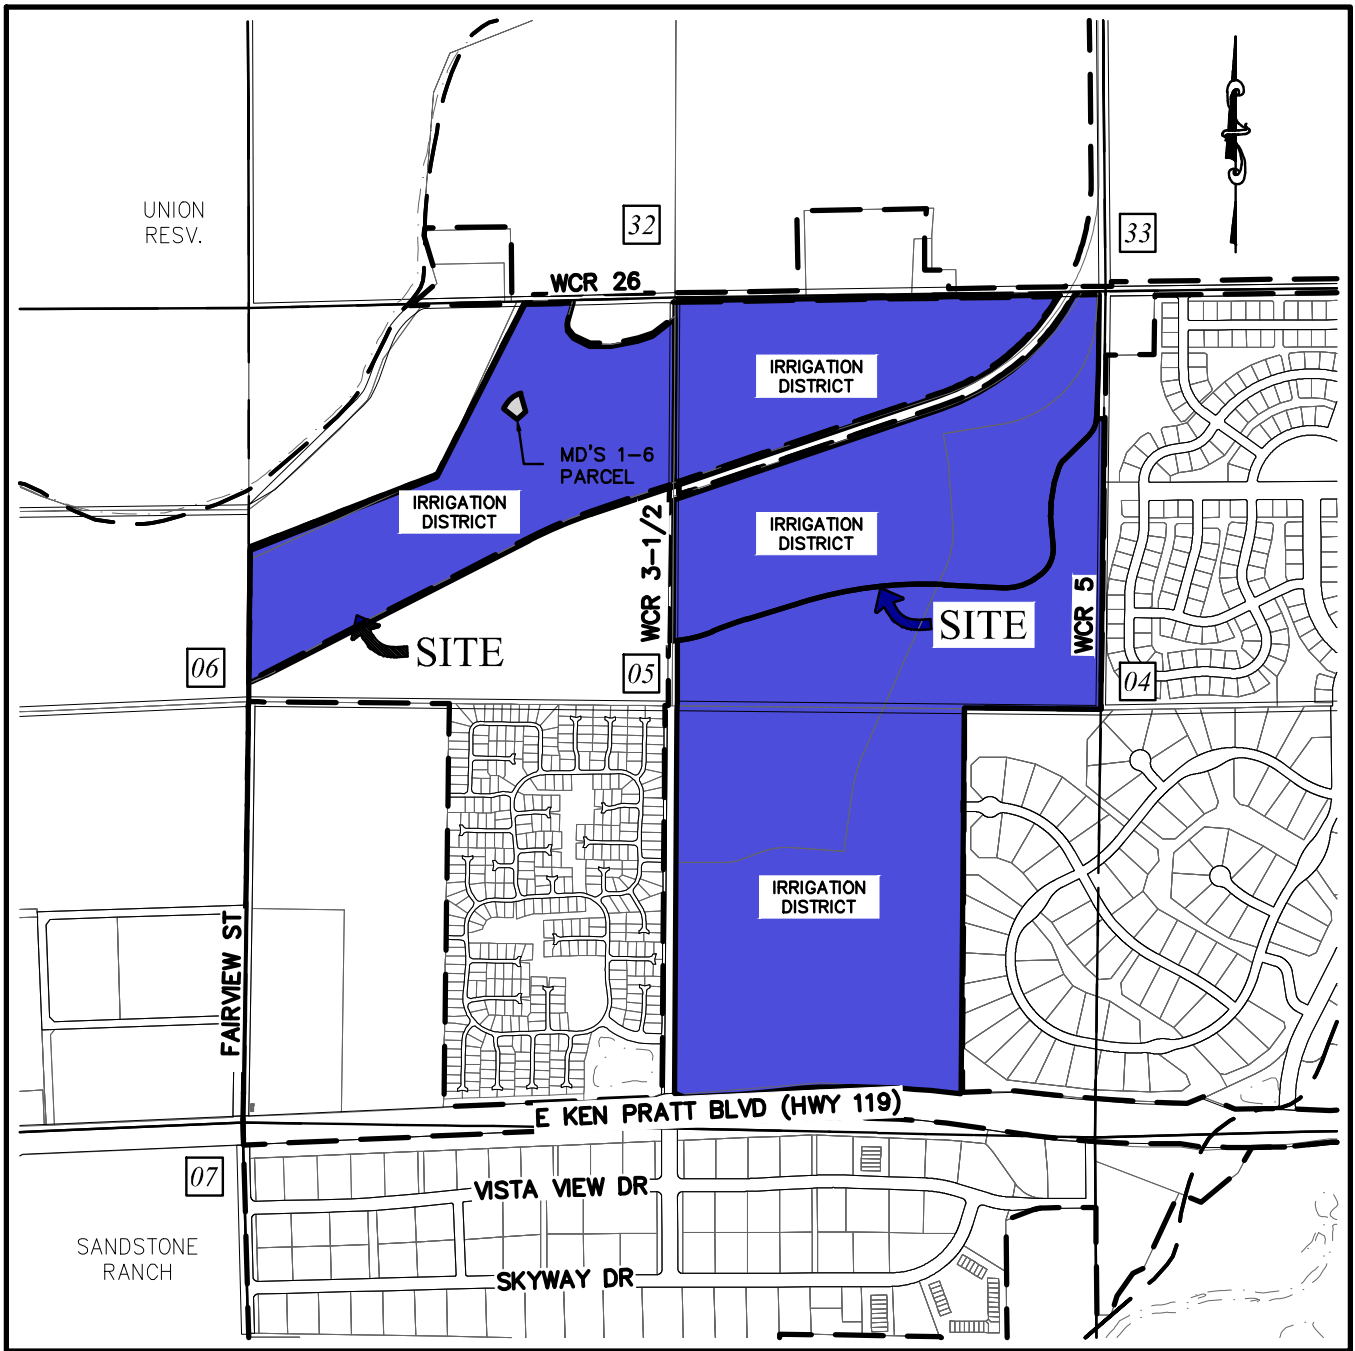 UNION
RESV.
32
33
WCR 26
IRRIGATION
DISTRICT
MD'S 1-6
PARCEL
IRRIGATION
DISTRICT
IRRIGATION
DISTRICT
WCR 3-1/2
WCR 5
SITE
SITE
06
05
04
IRRIGATION
DISTRICT
FAIRVIEW ST
E KEN PRATT BLVD (HWY 119)
07
VISTA VIEW DR
SANDSTONE
RANCH
SKYWAY DR